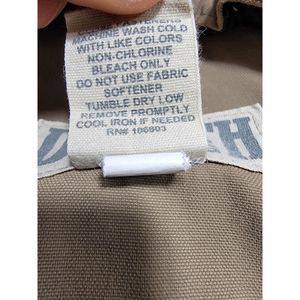 FASTENERS
MACHINE WASH COLD
WITH LIKE COLORS
NON-CHLORINE
BLEACH ONLY
DO NOT USE FABRIC
SOFTENER
TUMBLE DRY LOW
REMOVE PROMPTLY
COOL IRON IF NEEDED
RN# 106803